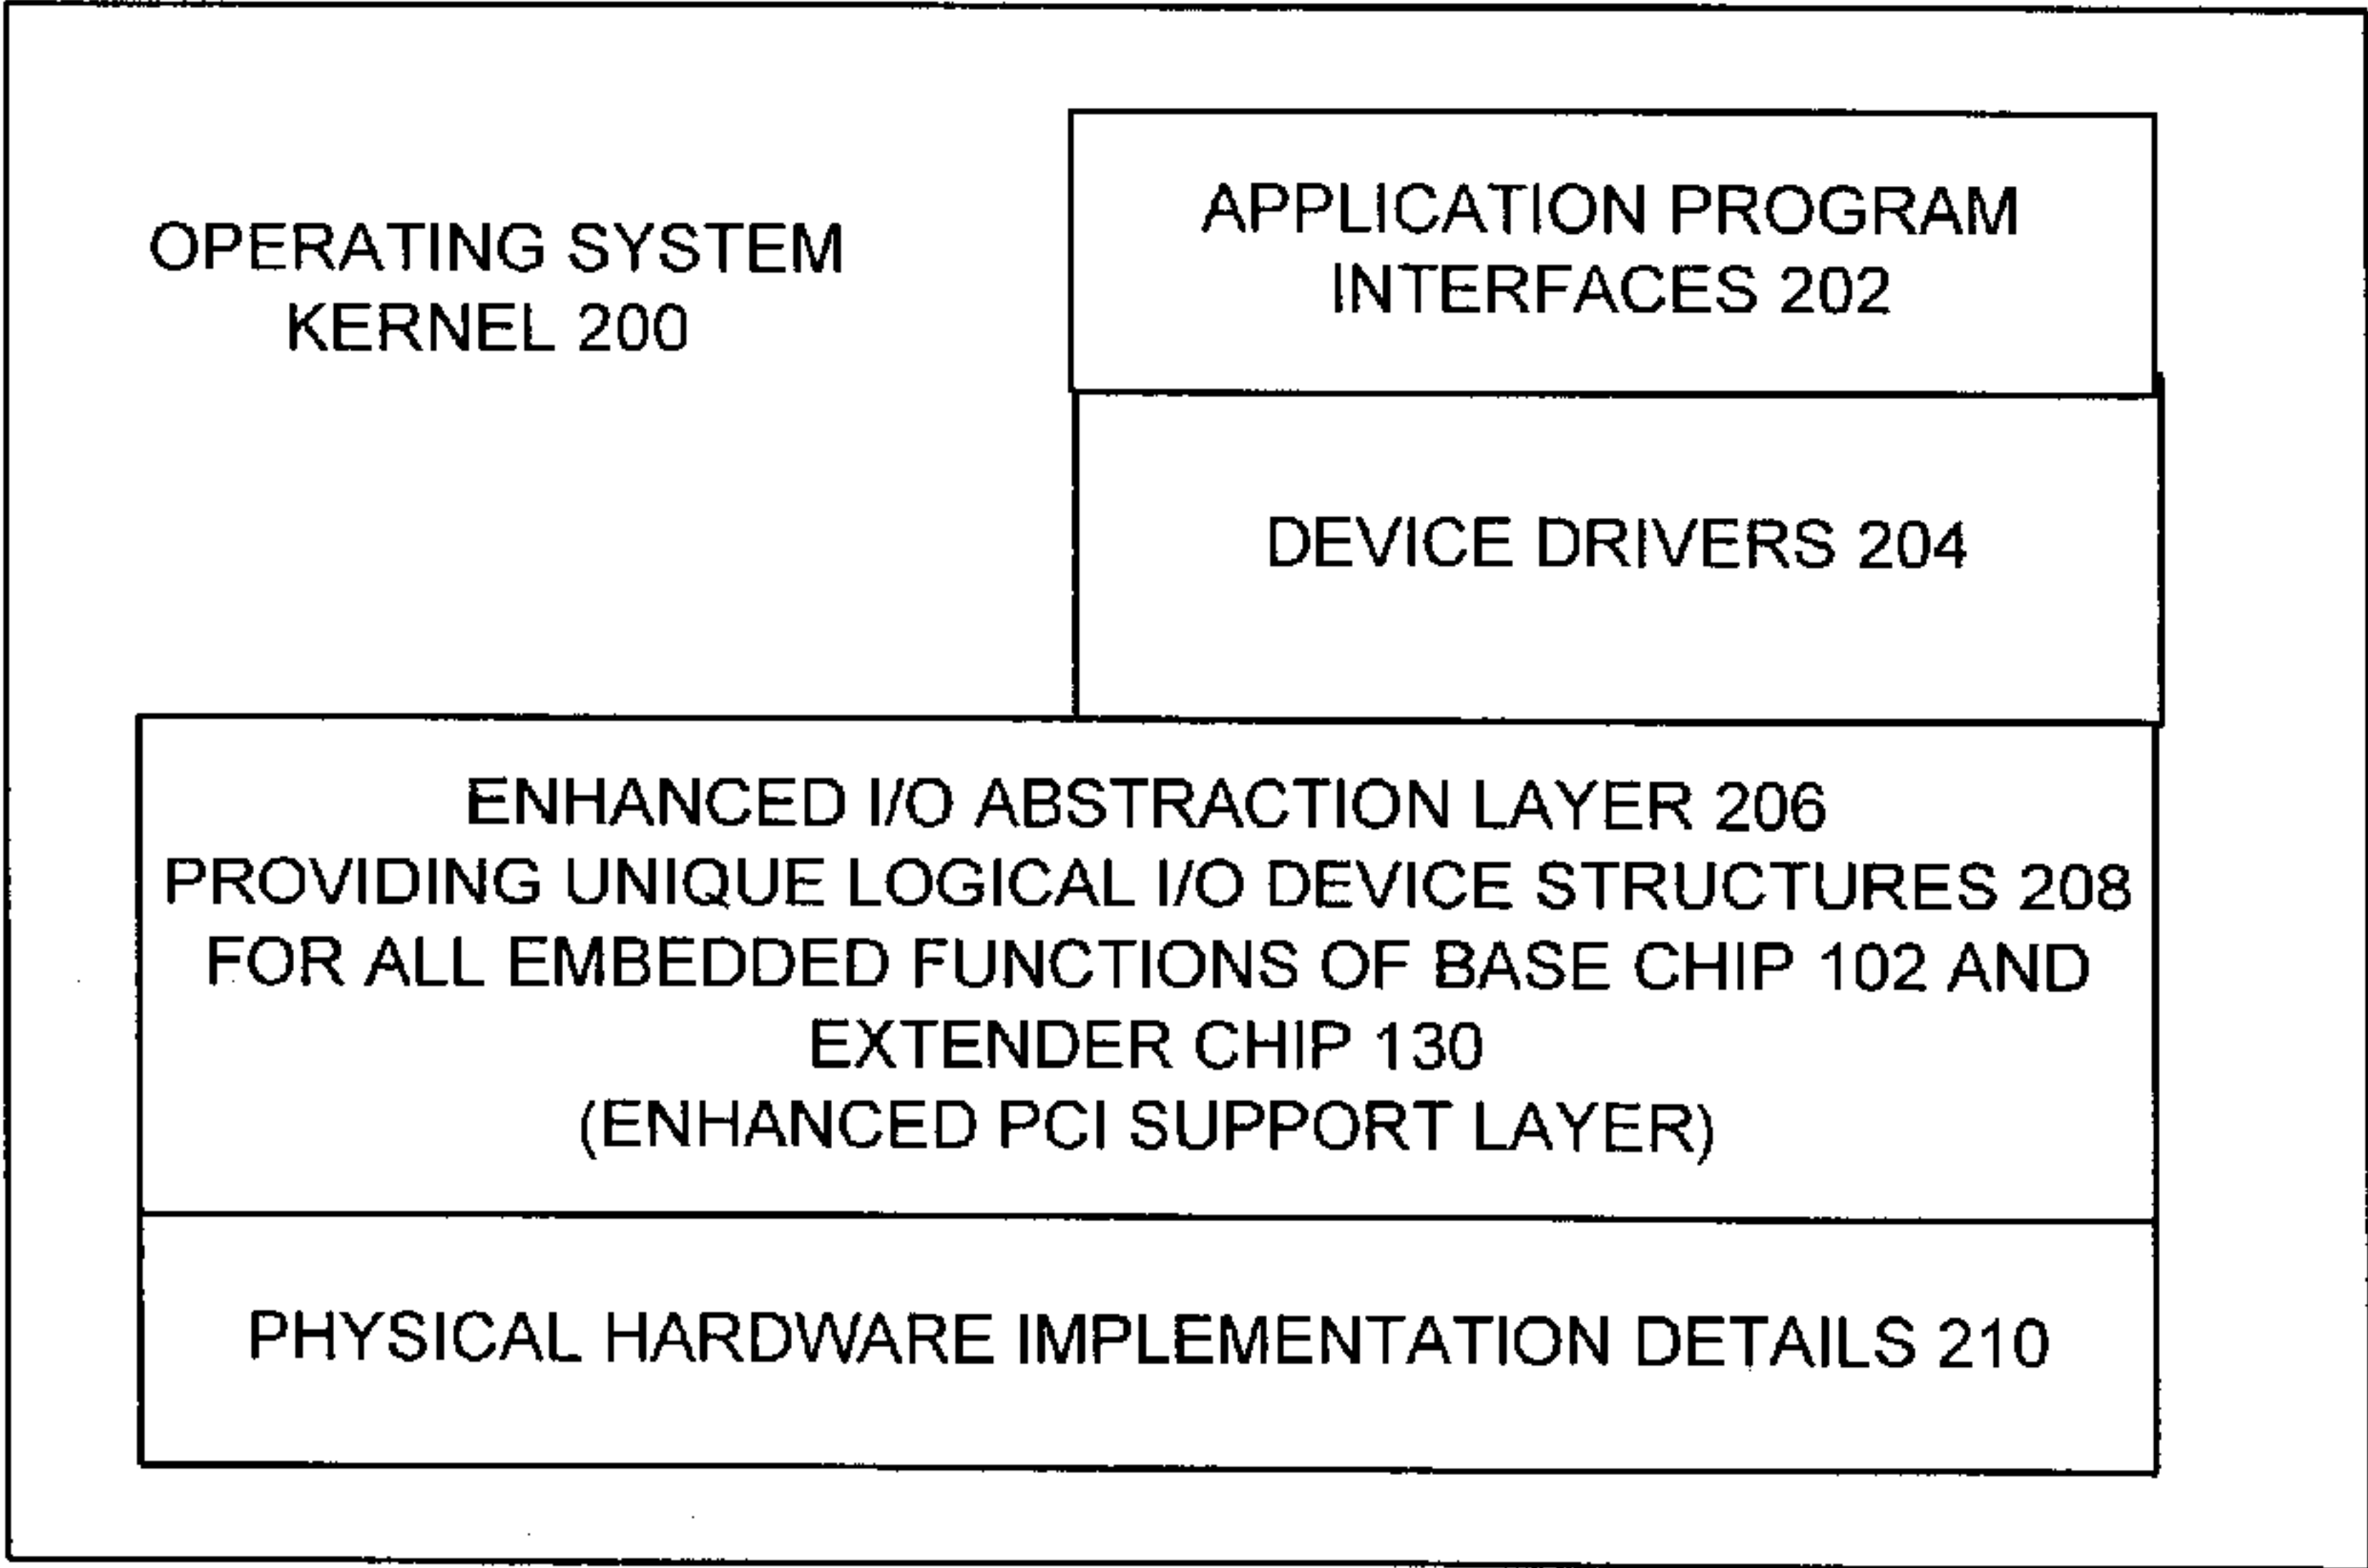 OPERATING SYSTEM
KERNEL 200
APPLICATION PROGRAM
INTERFACES 202
DEVICE DRIVERS 204
ENHANCED I/O ABSTRACTION LAYER 206
PROVIDING UNIQUE LOGICAL I/O DEVICE STRUCTURES 208
FOR ALL EMBEDDED FUNCTIONS OF BASE CHIP 102 AND
EXTENDER CHIP 130
(ENHANCED PCI SUPPORT LAYER)
PHYSICAL HARDWARE IMPLEMENTATION DETAILS 210